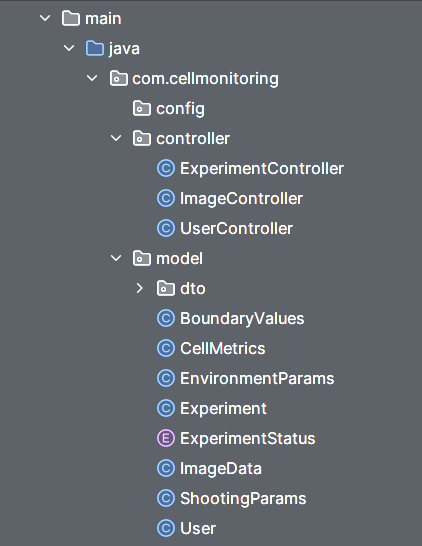 main
java
com.cellmonitoring
config
controller
C ExperimentController
C ImageController
C UserController
model
dto
C BoundaryValues
C CellMetrics
C EnvironmentParams
C Experiment
E ExperimentStatus
C ImageData
C ShootingParams
C User